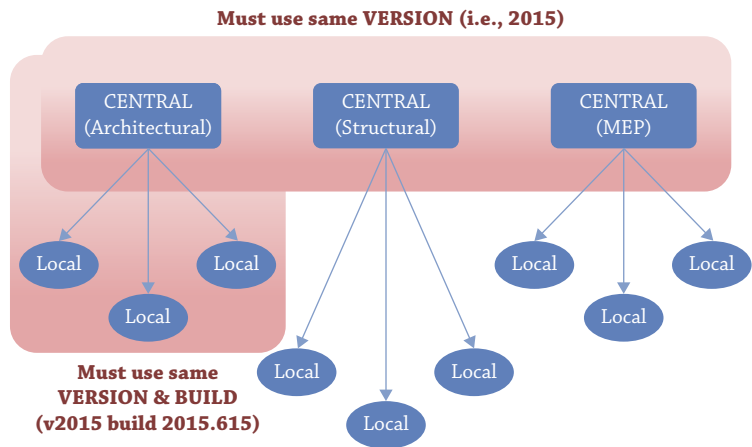 Must use same VERSION (i.e., 2015)
CENTRAL
(Architectural)
CENTRAL
(Structural)
CENTRAL
(MEP)
Local
Local
Local
Local
Local
Local
Local
Local
Local
Must use same
VERSION & BUILD
(v2015 build 2015.615)